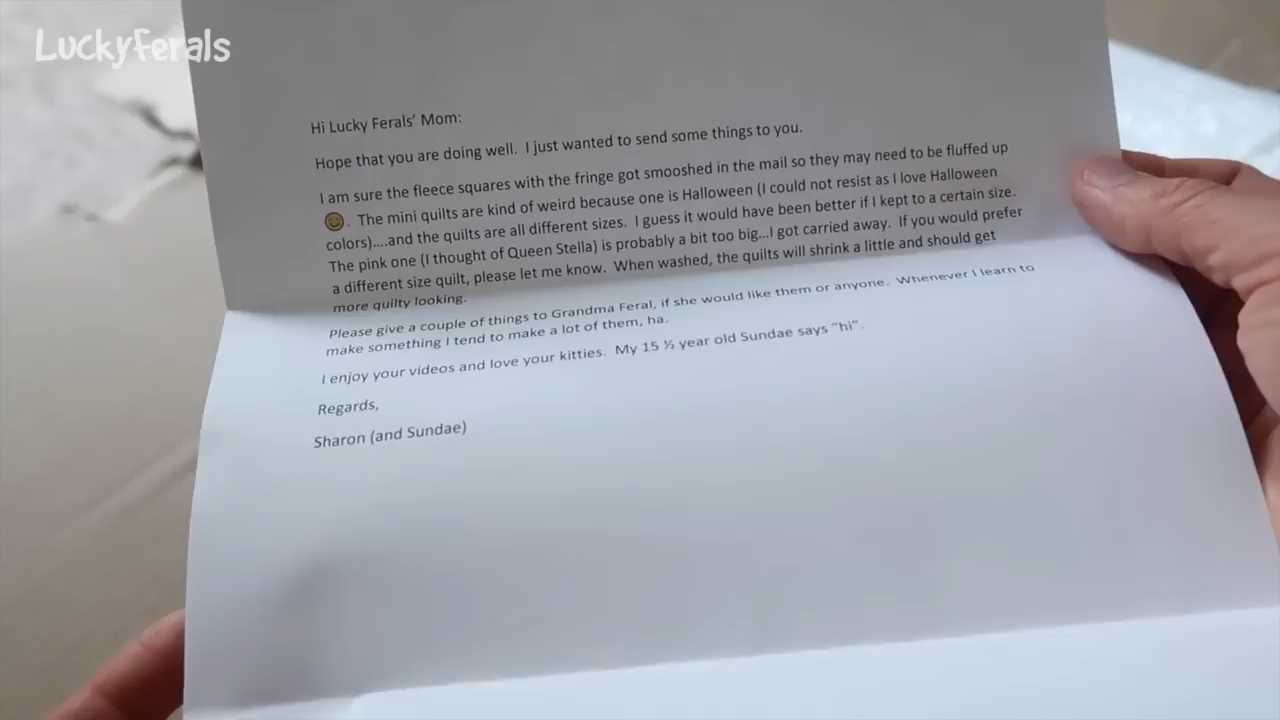 LuckyFerals
Hi Lucky Ferals' Mom:
Hope that you are doing well.  I just wanted to send some things to you.
I am sure the fleece squares with the fringe got smooshed in the mail so they may need to be fluffed up
😊.  The mini quilts are kind of weird because one is Halloween (I could not resist as I love Halloween
colors)....and the quilts are all different sizes.  I guess it would have been better if I kept to a certain size.
The pink one (I thought of Queen Stella) is probably a bit too big...I got carried away.  If you would prefer
a different size quilt, please let me know.  When washed, the quilts will shrink a little and should get
more quilty looking.
Please give a couple of things to Grandma Feral, if she would like them or anyone.  Whenever I learn to
make something I tend to make a lot of them, ha.
I enjoy your videos and love your kitties.  My 15 ½ year old Sundae says "hi".
Regards,
Sharon (and Sundae)